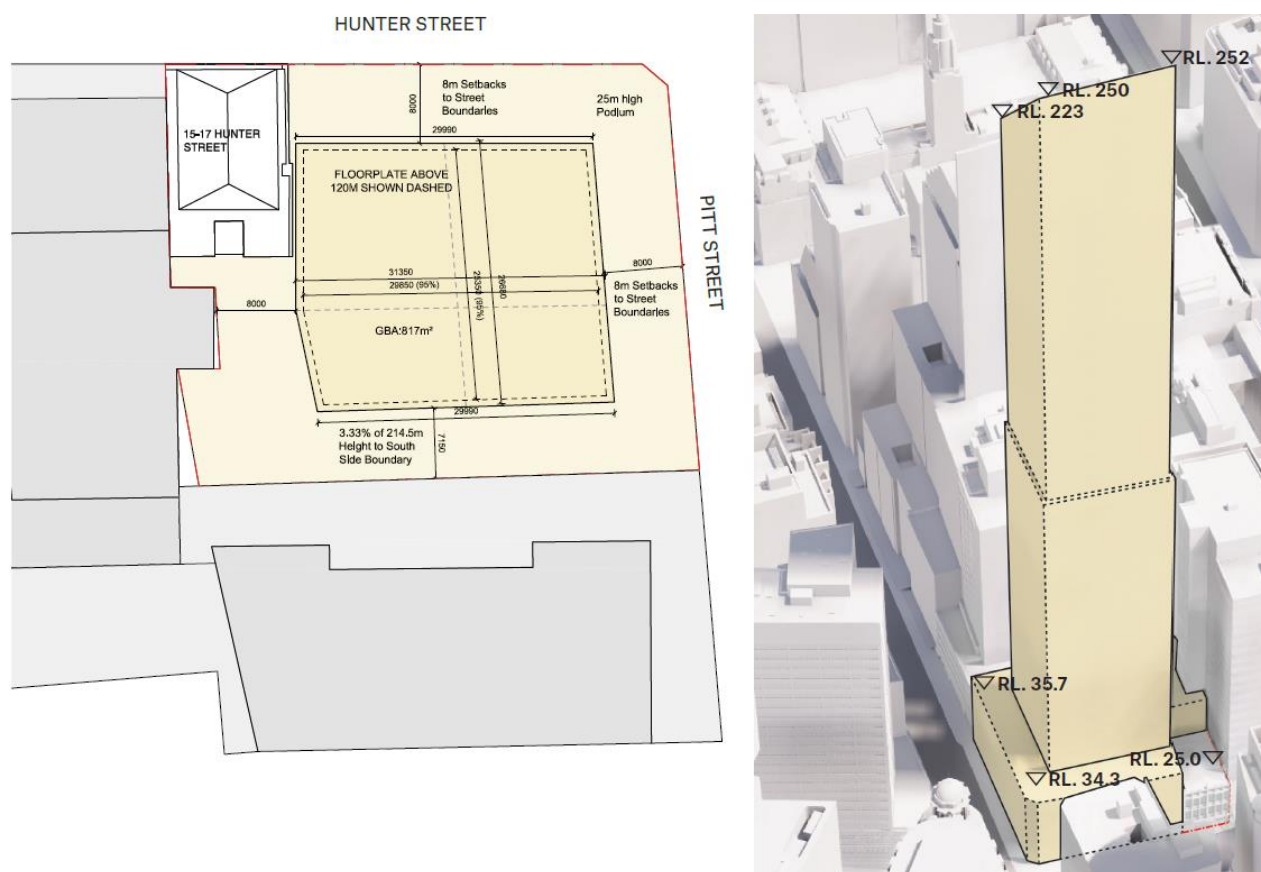 HUNTER STREET
8m Setbacks
to Street
Boundaries
25m high
Podium
8000
29990
15-17 HUNTER
STREET
FLOORPLATE ABOVE
120M SHOWN DASHED
PITT STREET
31350
29850 (95%)
25350 (95%)
26680
8000
8000
8m Setbacks
to Street
Boundaries
GBA:817m²
29990
3.33% of 214.5m
Height to South
Side Boundary
7150
RL. 252
RL. 250
RL. 223
RL. 35.7
RL. 25.0
RL. 34.3